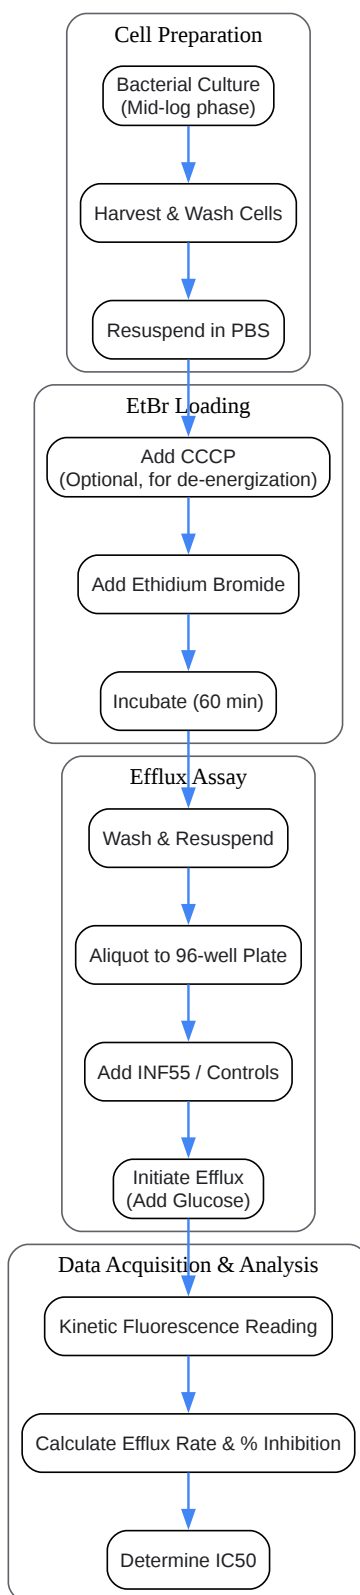 Cell Preparation
Bacterial Culture
(Mid-log phase)
Harvest & Wash Cells
Resuspend in PBS
EtBr Loading
Add CCCP
(Optional, for de-energization)
Add Ethidium Bromide
Incubate (60 min)
Efflux Assay
Wash & Resuspend
Aliquot to 96-well Plate
Add INF55 / Controls
Initiate Efflux
(Add Glucose)
Data Acquisition & Analysis
Kinetic Fluorescence Reading
Calculate Efflux Rate & % Inhibition
Determine IC50